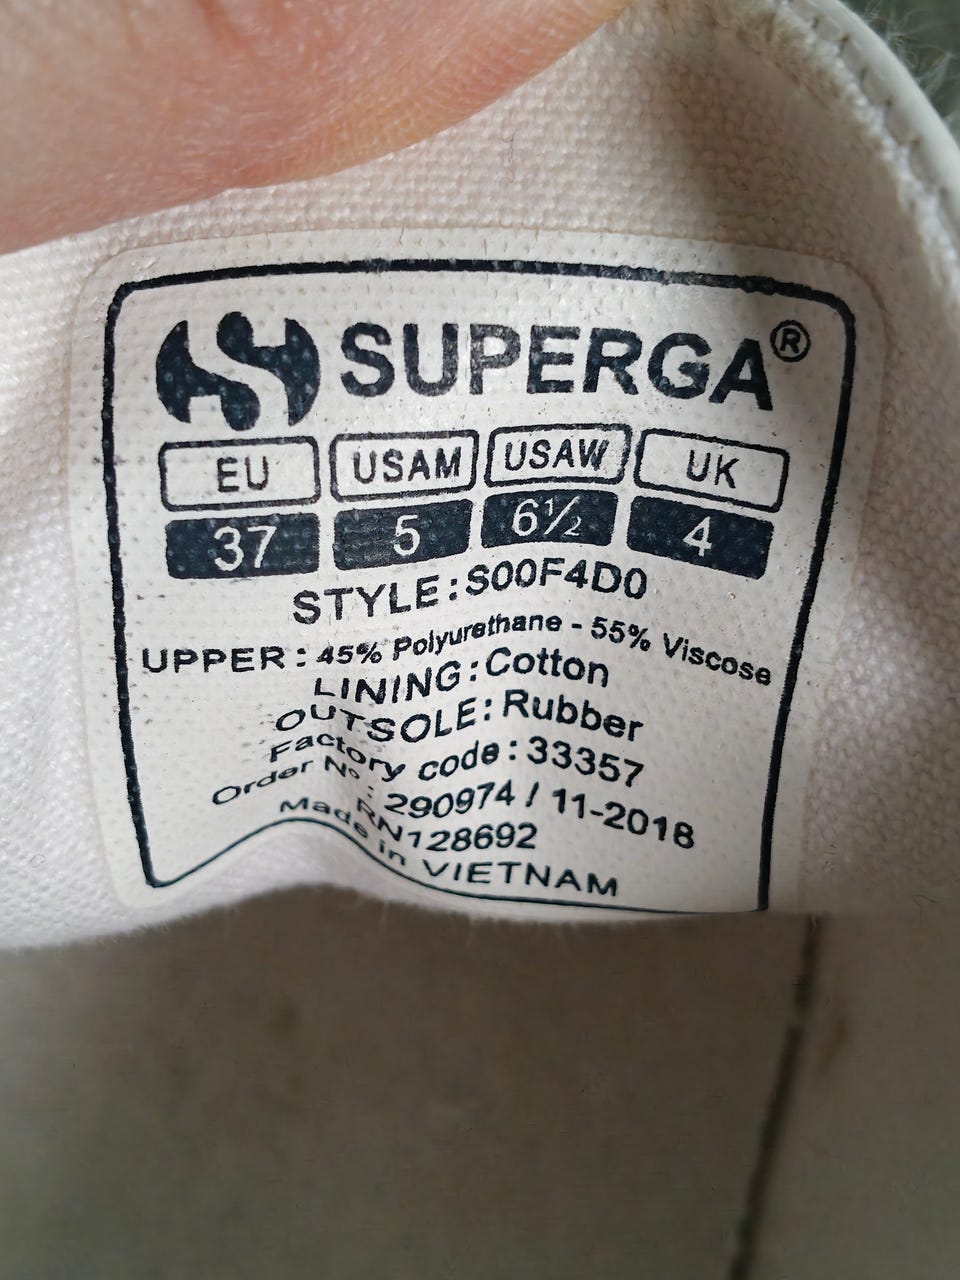 SUPERGA®
EU USAM USAW UK
37 5 6½ 4
STYLE: S00F4D0
UPPER: 45% Polyurethane - 55% Viscose
LINING: Cotton
OUTSOLE: Rubber
Factory code: 33357
Order Nº: 290974 / 11-2018
RN128692
Made in VIETNAM